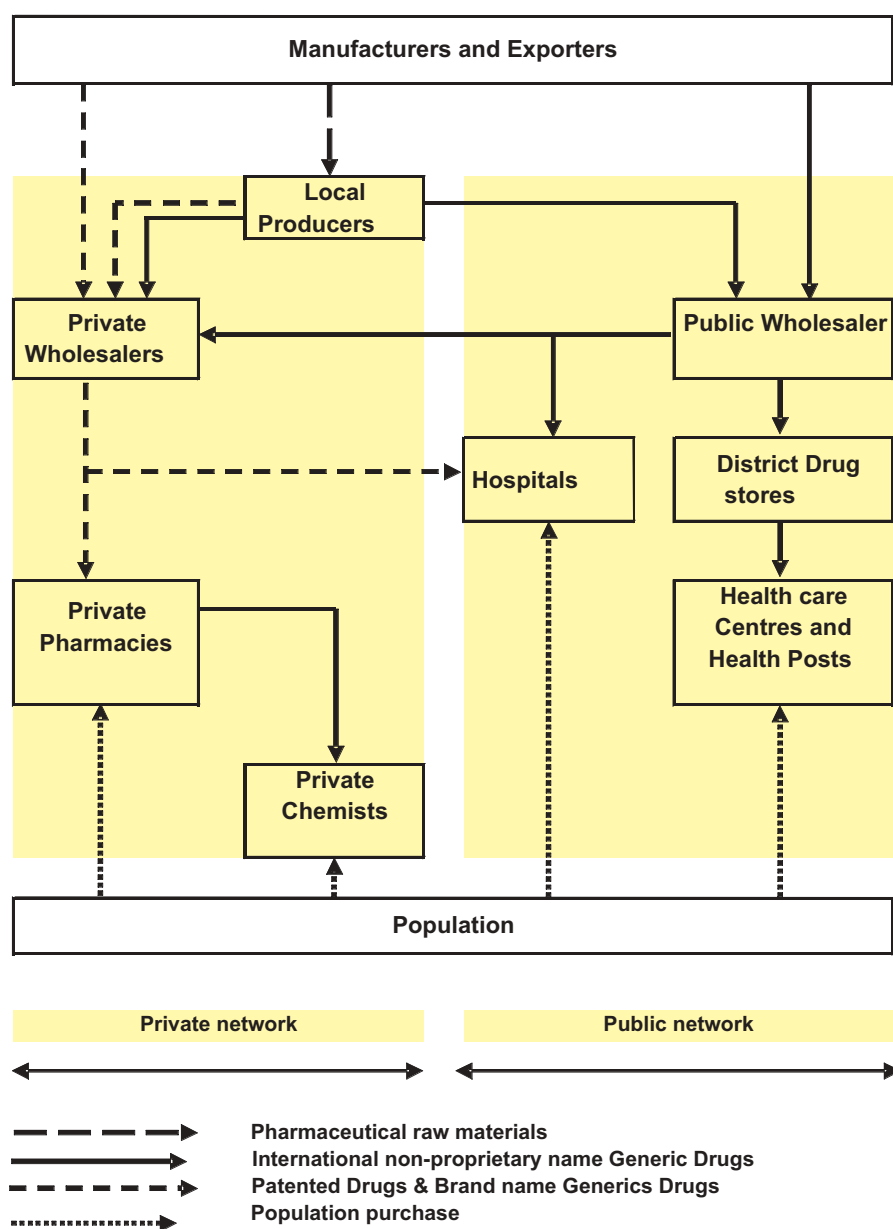 Manufacturers and Exporters
Local
Producers
Private
Wholesalers
Public Wholesaler
Hospitals
District Drug
stores
Private
Pharmacies
Health care
Centres and
Health Posts
Private
Chemists
Population
Private network
Public network
Pharmaceutical raw materials
International non-proprietary name Generic Drugs
Patented Drugs & Brand name Generics Drugs
Population purchase